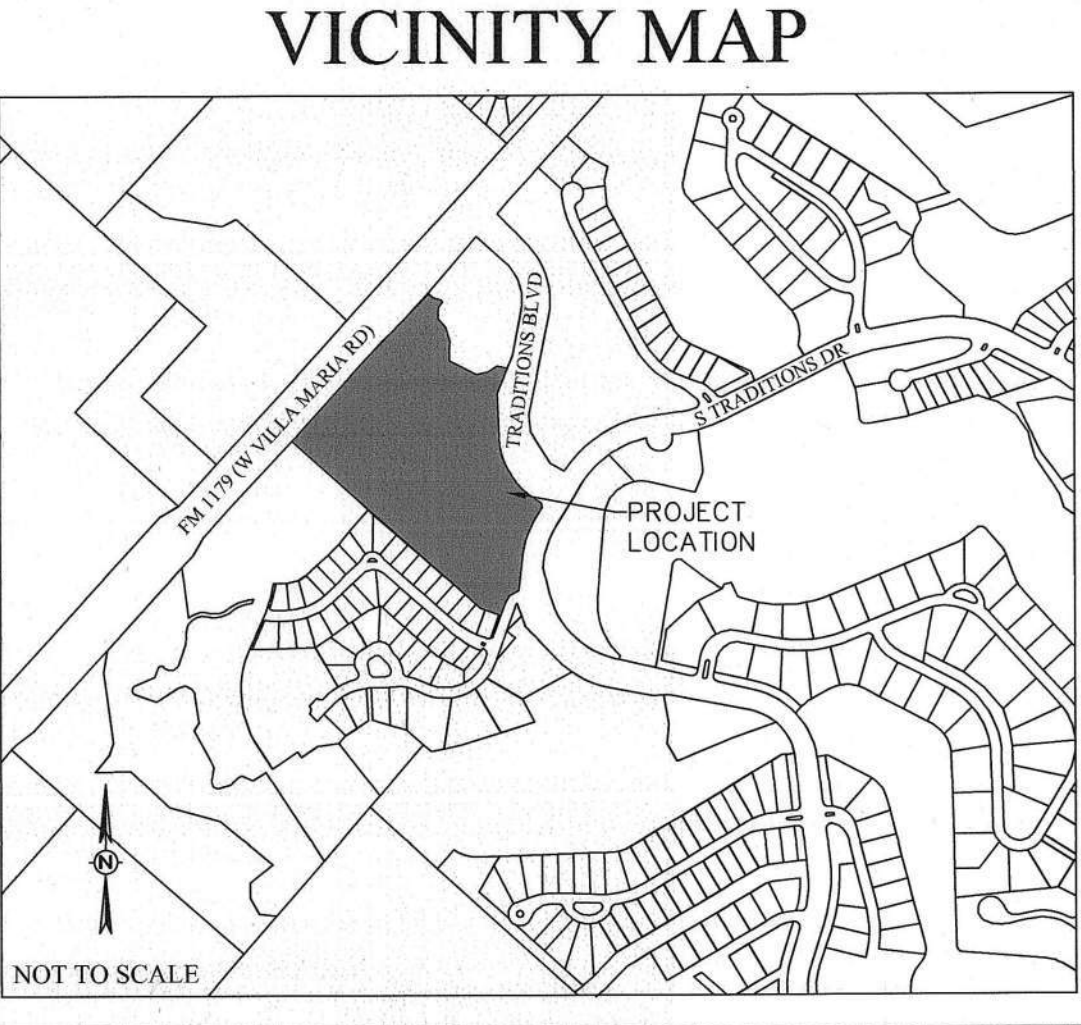 VICINITY MAP
TRADITIONS BLVD
FM 1179 (W VILLA MARIA RD)
S TRADITIONS DR
PROJECT
LOCATION
N
NOT TO SCALE